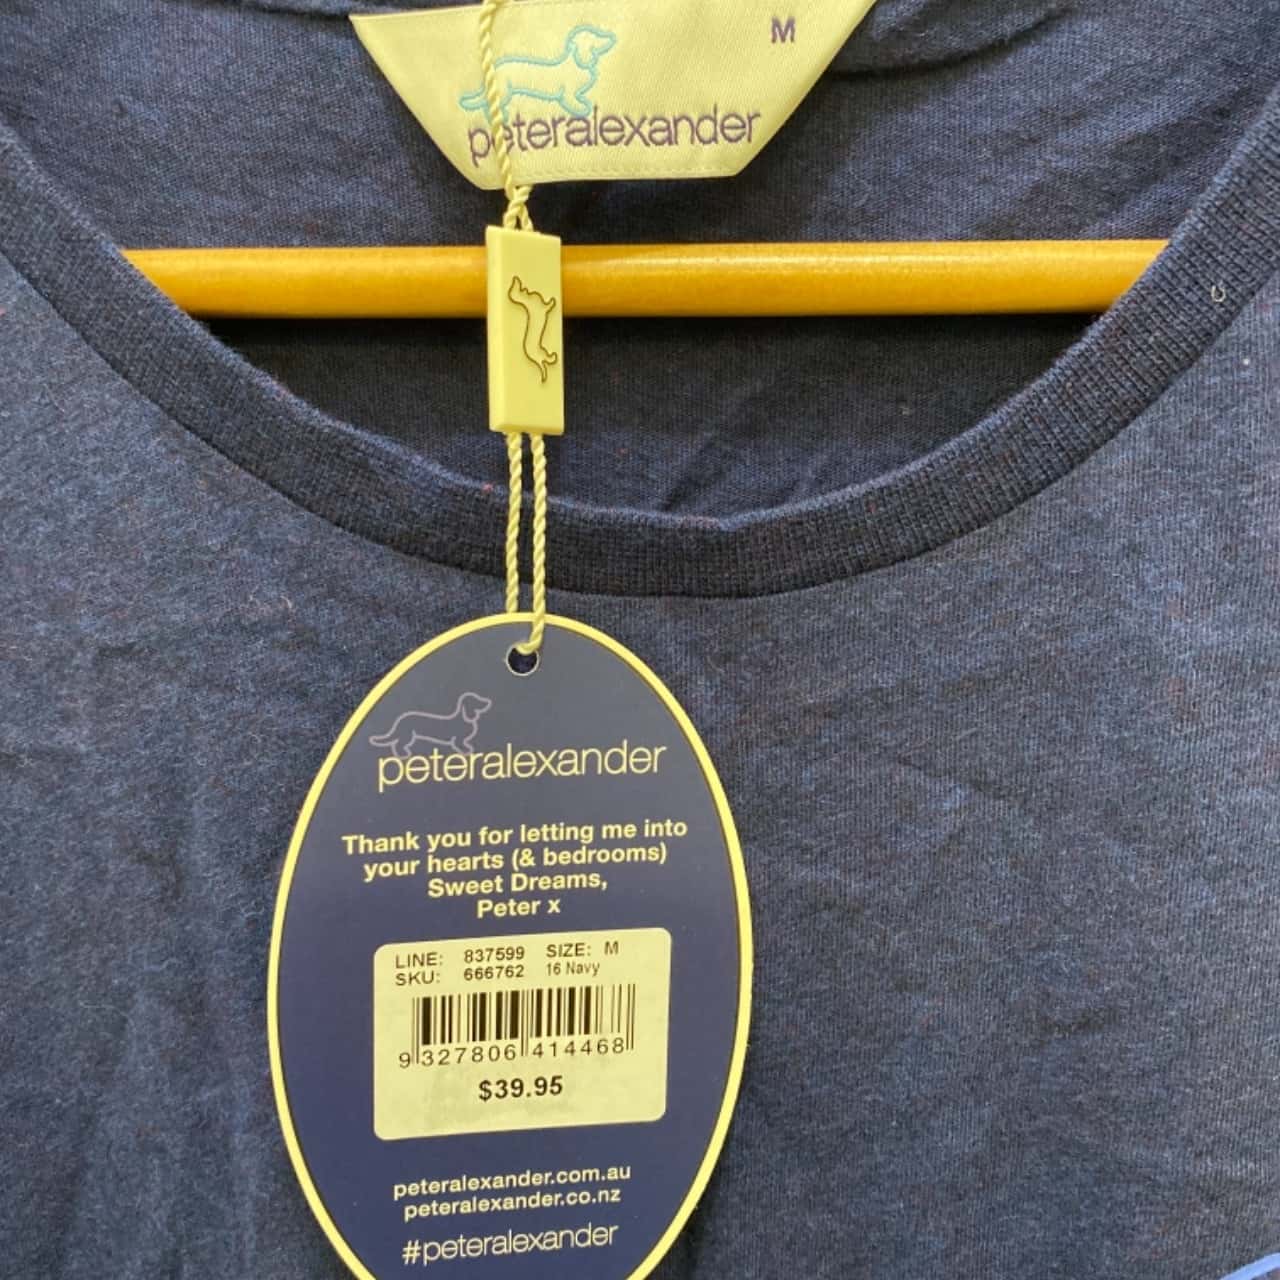 M
peteralexander
peteralexander
Thank you for letting me into
your hearts (& bedrooms)
Sweet Dreams,
Peter x
LINE: 837599 SIZE: M
SKU: 666762 16 Navy
9 327806 414468
$39.95
peteralexander.com.au
peteralexander.co.nz
#peteralexander